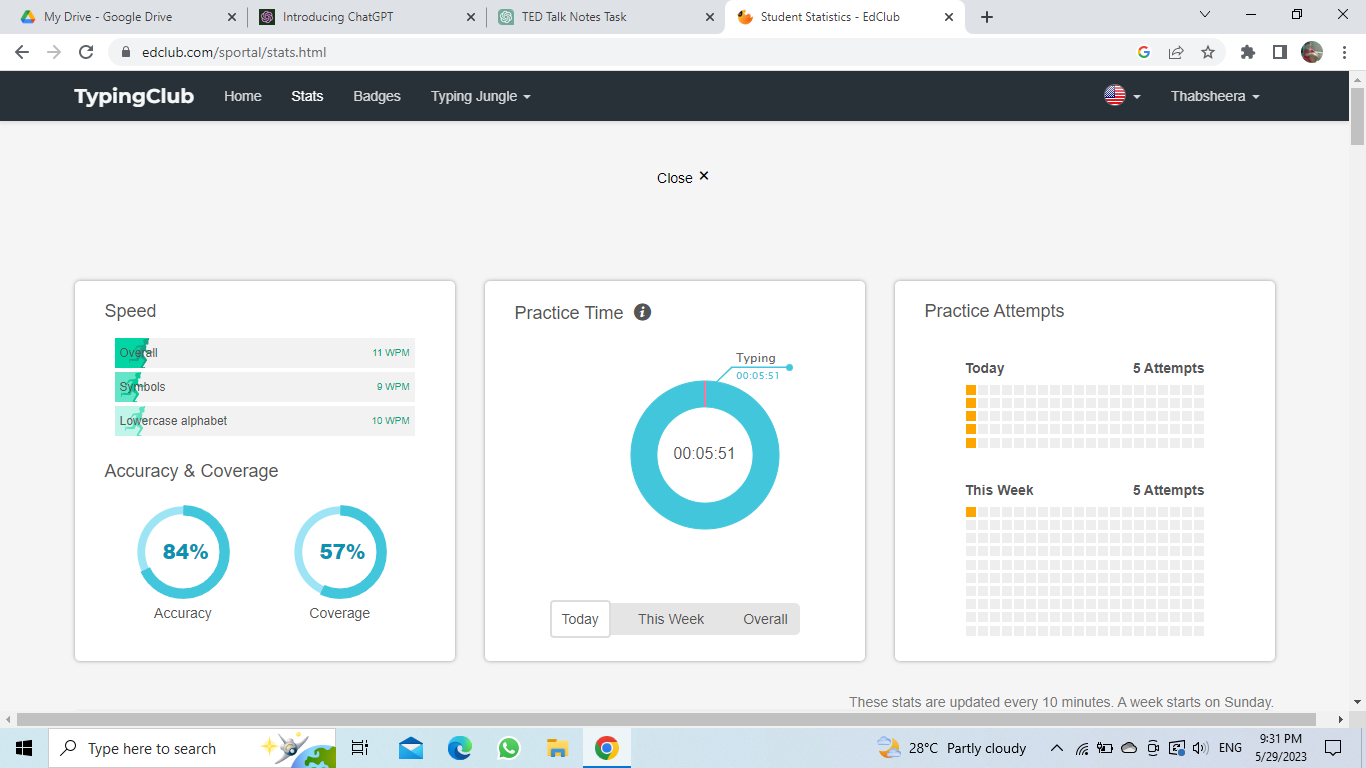 My Drive - Google Drive
Introducing ChatGPT
TED Talk Notes Task
Student Statistics - EdClub
edclub.com/sportal/stats.html
TypingClub Home Stats Badges Typing Jungle Thabsheera
Close ×
Speed
Overall 11 WPM
Symbols 9 WPM
Lowercase alphabet 10 WPM
Accuracy & Coverage
84%
Accuracy
57%
Coverage
Practice Time
Typing
00:05:51
00:05:51
Today This Week Overall
Practice Attempts
Today 5 Attempts
This Week 5 Attempts
These stats are updated every 10 minutes. A week starts on Sunday.
Type here to search
28°C Partly cloudy
ENG
9:31 PM
5/29/2023